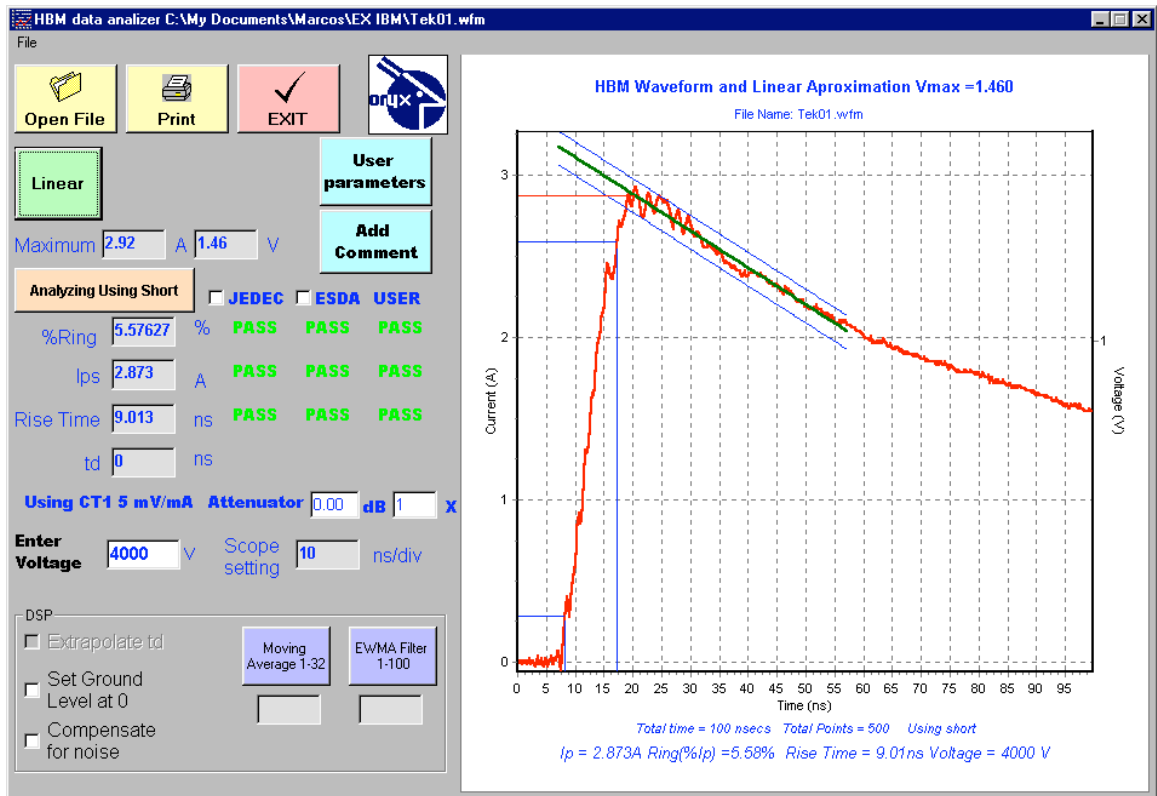 HBM data analizer C:\My Documents\Marcos\EX IBM\Tek01.wfm
File
Open File
Print
EXIT
oryx
Linear
User parameters
Add Comment
Maximum 2.92 A 1.46 V
Analyzing Using Short
JEDEC ESDA USER
%Ring 5.57627 % PASS PASS PASS
Ips 2.873 A PASS PASS PASS
Rise Time 9.013 ns PASS PASS PASS
td 0 ns
Using CT1 5 mV/mA Attenuator 0.00 dB 1 X
Enter Voltage 4000 V Scope setting 10 ns/div
DSP
Extrapolate td
Set Ground Level at 0
Compensate for noise
Moving Average 1-32
EWMA Filter 1-100
HBM Waveform and Linear Aproximation Vmax =1.460
File Name: Tek01.wfm
3
2
1
0
Current (A)
1
Voltage (V)
0 5 10 15 20 25 30 35 40 45 50 55 60 65 70 75 80 85 90 95
Time (ns)
Total time = 100 nsecs Total Points = 500 Using short
Ip = 2.873A Ring(%Ip) =5.58% Rise Time = 9.01ns Voltage = 4000 V